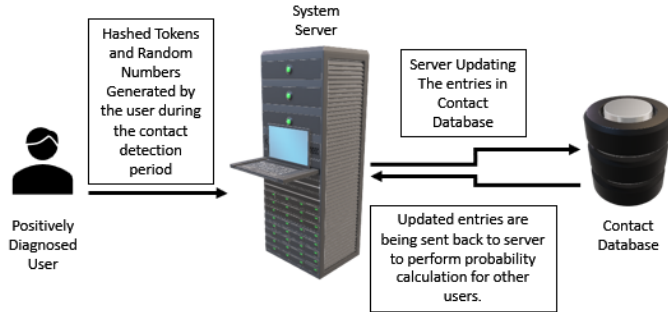 System
Server
Hashed Tokens
and Random
Numbers
Generated by
the user during
the contact
detection
period
Server Updating
The entries in
Contact
Database
Positively
Diagnosed
User
Updated entries are
being sent back to server
to perform probability
calculation for other
users.
Contact
Database